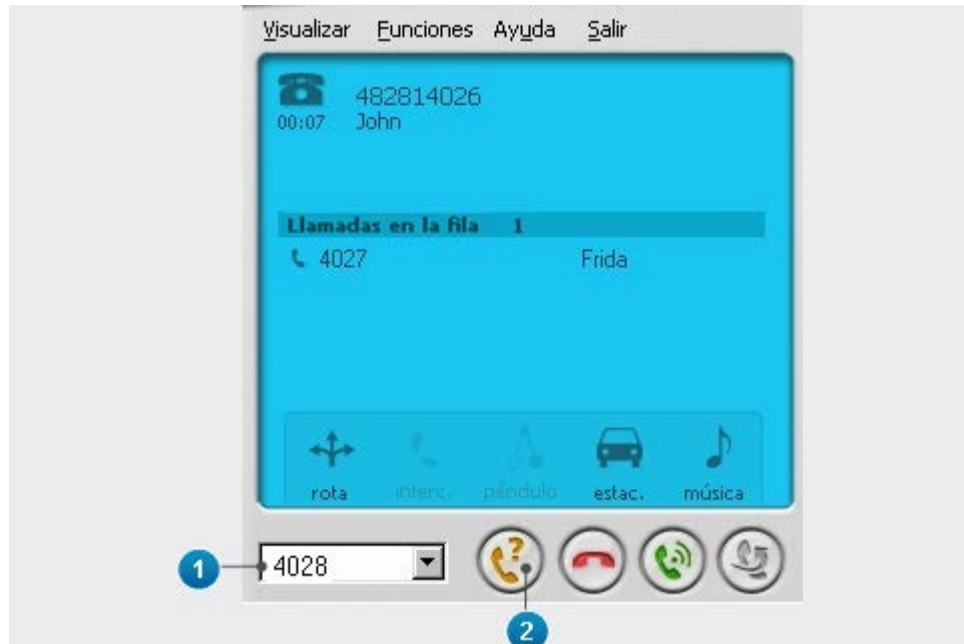 Visualizar Funciones Ayuda Salir
482814026
00:07 John
Llamadas en la fila 1
4027 Frida
rota interc. péndulo estac. música
1 4028 ?
2